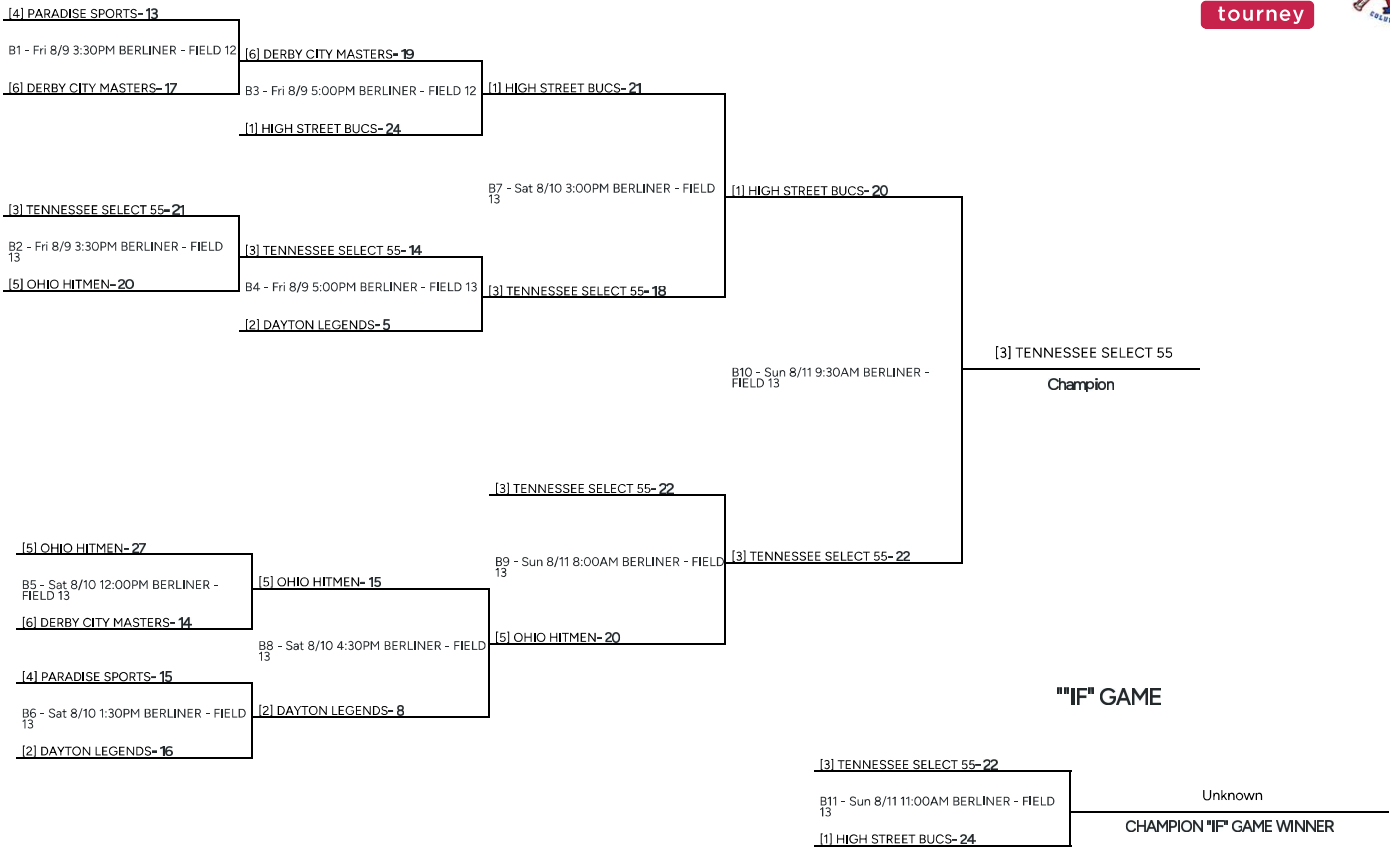 tourney
[4] PARADISE SPORTS- 13
B1 - Fri 8/9 3:30PM BERLINER - FIELD 12
[6] DERBY CITY MASTERS- 17
[6] DERBY CITY MASTERS- 19
B3 - Fri 8/9 5:00PM BERLINER - FIELD 12
[1] HIGH STREET BUCS- 24
[1] HIGH STREET BUCS- 21
B7 - Sat 8/10 3:00PM BERLINER - FIELD
13
[1] HIGH STREET BUCS- 20
[3] TENNESSEE SELECT 55- 21
B2 - Fri 8/9 3:30PM BERLINER - FIELD
13
[5] OHIO HITMEN- 20
[3] TENNESSEE SELECT 55- 14
B4 - Fri 8/9 5:00PM BERLINER - FIELD 13
[2] DAYTON LEGENDS- 5
[3] TENNESSEE SELECT 55- 18
B10 - Sun 8/11 9:30AM BERLINER -
FIELD 13
[3] TENNESSEE SELECT 55
Champion
[3] TENNESSEE SELECT 55- 22
B9 - Sun 8/11 8:00AM BERLINER - FIELD
13
[3] TENNESSEE SELECT 55- 22
[5] OHIO HITMEN- 27
B5 - Sat 8/10 12:00PM BERLINER -
FIELD 13
[6] DERBY CITY MASTERS- 14
[5] OHIO HITMEN- 15
B8 - Sat 8/10 4:30PM BERLINER - FIELD
13
[5] OHIO HITMEN- 20
[4] PARADISE SPORTS- 15
B6 - Sat 8/10 1:30PM BERLINER - FIELD
13
[2] DAYTON LEGENDS- 16
[2] DAYTON LEGENDS- 8
""IF" GAME
[3] TENNESSEE SELECT 55- 22
B11 - Sun 8/11 11:00AM BERLINER - FIELD
13
[1] HIGH STREET BUCS- 24
Unknown
CHAMPION "IF" GAME WINNER